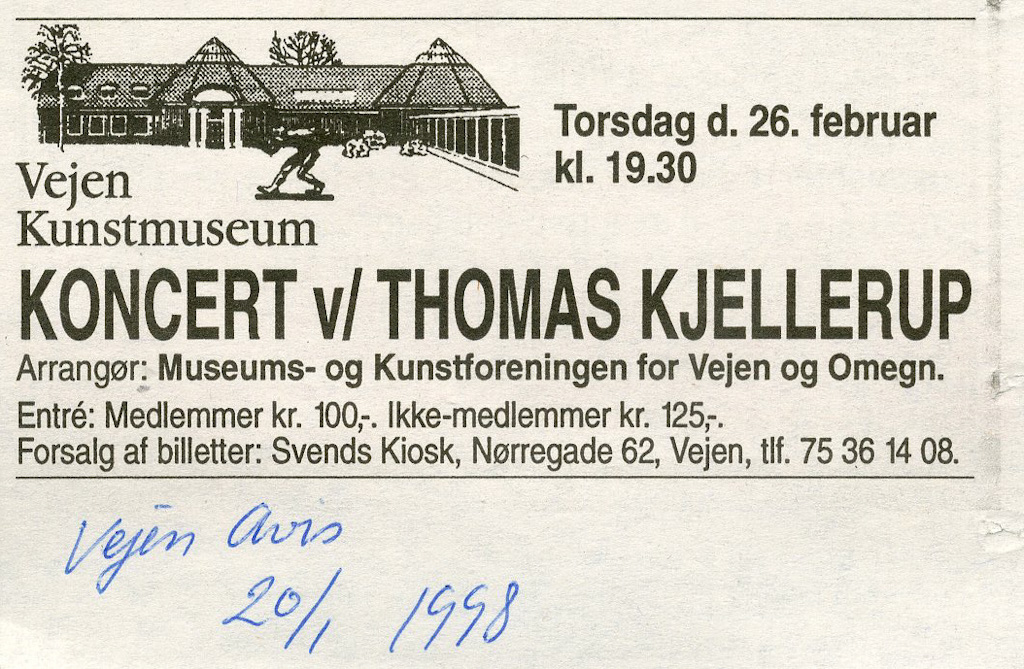 Torsdag d. 26. februar
kl. 19.30
Vejen
Kunstmuseum
KONCERT v/ THOMAS KJELLERUP
Arrangør: Museums- og Kunstforeningen for Vejen og Omegn.
Entré: Medlemmer kr. 100,-. Ikke-medlemmer kr. 125,-.
Forsalg af billetter: Svends Kiosk, Nørregade 62, Vejen, tlf. 75 36 14 08.
Vejen Avis
20/1 1998